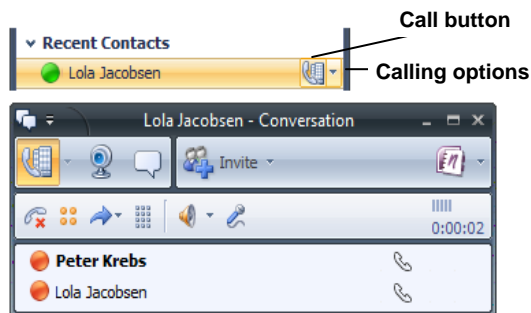 Call button
Recent Contacts
Lola Jacobsen
Calling options
Lola Jacobsen - Conversation
Invite
0:00:02
Peter Krebs
Lola Jacobsen